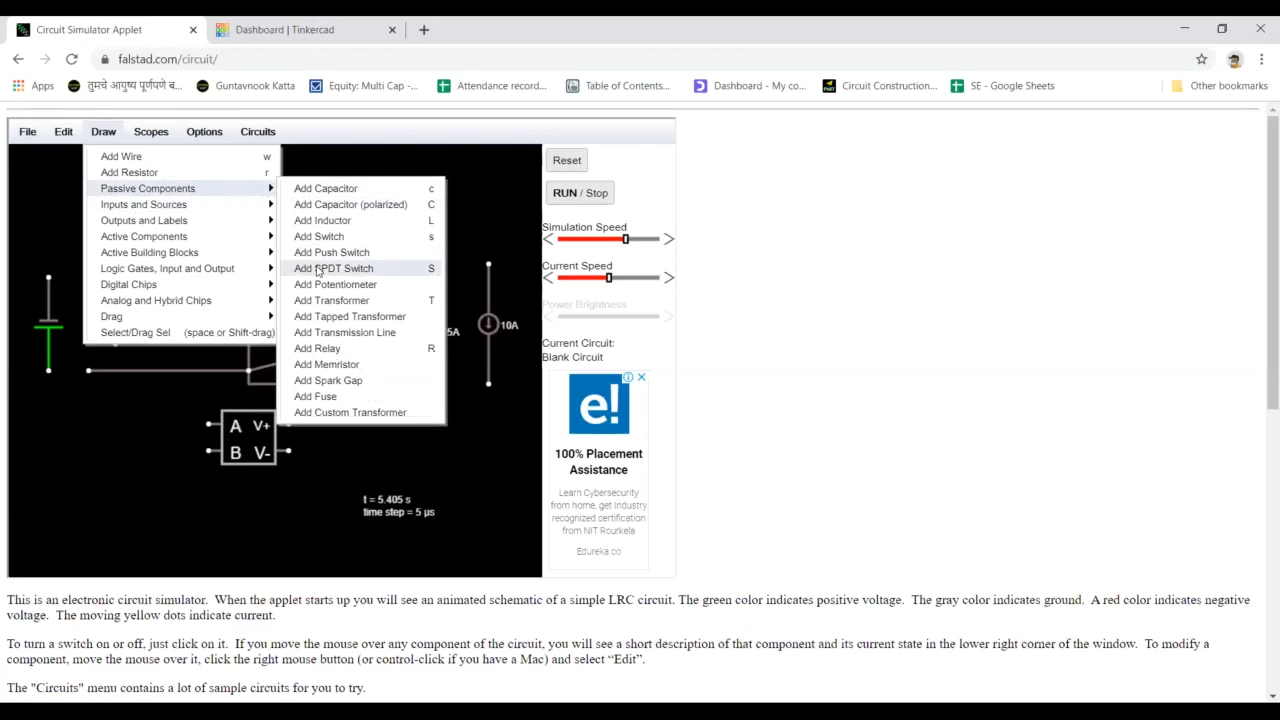 Circuit Simulator Applet
Dashboard | Tinkercad
falstad.com/circuit/
Apps
तुमचे आयुष्य पूर्णपणे ब...
Guntavnook Katta
Equity: Multi Cap -...
Attendance record...
Table of Contents...
Dashboard - My co...
Circuit Construction...
SE - Google Sheets
Other bookmarks
File Edit Draw Scopes Options Circuits
Add Wire w
Add Resistor r
Passive Components
Inputs and Sources
Outputs and Labels
Active Components
Active Building Blocks
Logic Gates, Input and Output
Digital Chips
Analog and Hybrid Chips
Drag
Select/Drag Sel (space or Shift-drag)
Add Capacitor c
Add Capacitor (polarized) C
Add Inductor L
Add Switch s
Add Push Switch
Add SPDT Switch S
Add Potentiometer
Add Transformer T
Add Tapped Transformer
Add Transmission Line
Add Relay R
Add Memristor
Add Spark Gap
Add Fuse
Add Custom Transformer
5A
10A
A V+
B V-
t = 5.405 s
time step = 5 µs
Reset
RUN / Stop
Simulation Speed
Current Speed
Power Brightness
Current Circuit:
Blank Circuit
e!
100% Placement
Assistance
Learn Cybersecurity
from home, get Industry
recognized certification
from NIT Rourkela
Edureka.co
This is an electronic circuit simulator. When the applet starts up you will see an animated schematic of a simple LRC circuit. The green color indicates positive voltage. The gray color indicates ground. A red color indicates negative
voltage. The moving yellow dots indicate current.
To turn a switch on or off, just click on it. If you move the mouse over any component of the circuit, you will see a short description of that component and its current state in the lower right corner of the window. To modify a
component, move the mouse over it, click the right mouse button (or control-click if you have a Mac) and select “Edit”.
The "Circuits" menu contains a lot of sample circuits for you to try.